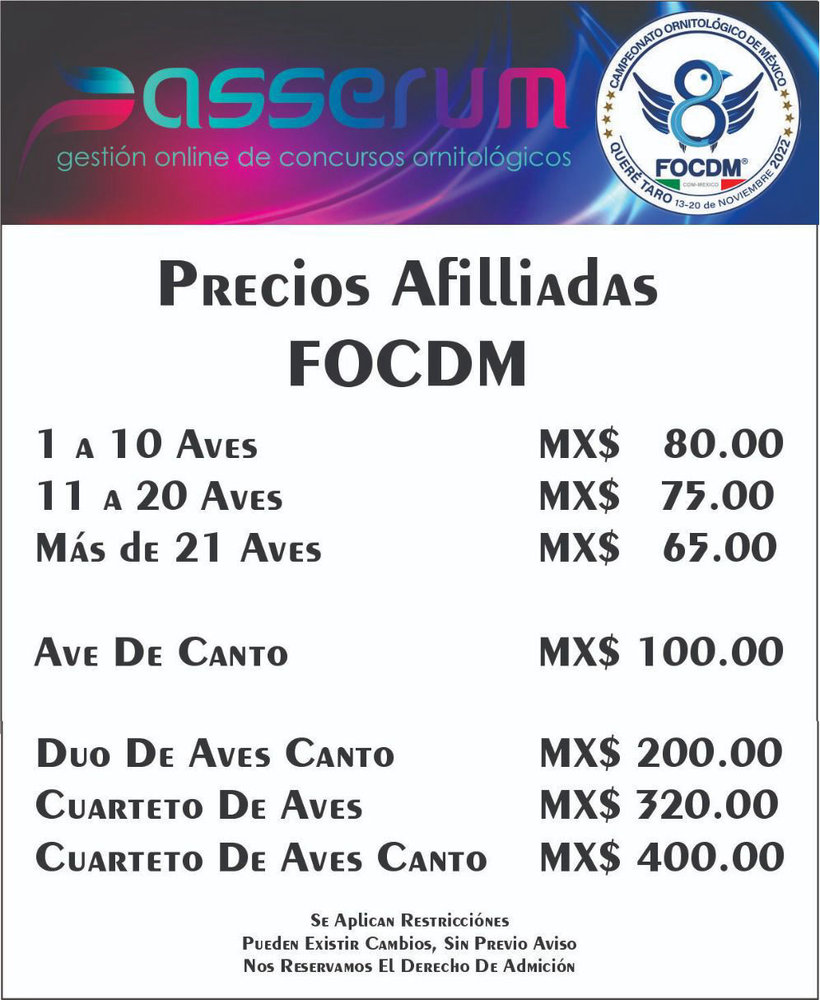 Passerum
gestión online de concursos ornitológicos
CAMPEONATO ORNITOLÓGICO DE MÉXICO
8
FOCDM®
COM-MEXICO
QUERÉTARO 13-20 de NOVIEMBRE 2022
Precios Afilliadas
FOCDM
1 a 10 Aves MX$ 80.00
11 a 20 Aves MX$ 75.00
Más de 21 Aves MX$ 65.00
Ave De Canto MX$ 100.00
Duo De Aves Canto MX$ 200.00
Cuarteto De Aves MX$ 320.00
Cuarteto De Aves Canto MX$ 400.00
Se Aplican Restricciónes
Pueden Existir Cambios, Sin Previo Aviso
Nos Reservamos El Derecho De Admición